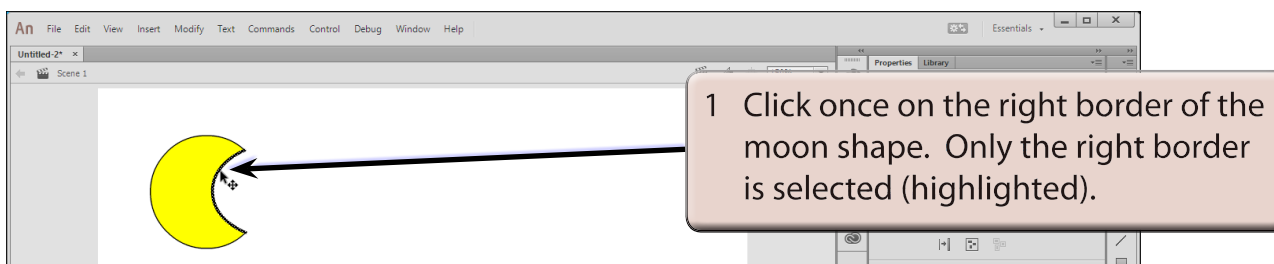 An File Edit View Insert Modify Text Commands Control Debug Window Help Essentials
Untitled-2* ×
Properties Library
Scene 1
1 Click once on the right border of the
moon shape. Only the right border
is selected (highlighted).